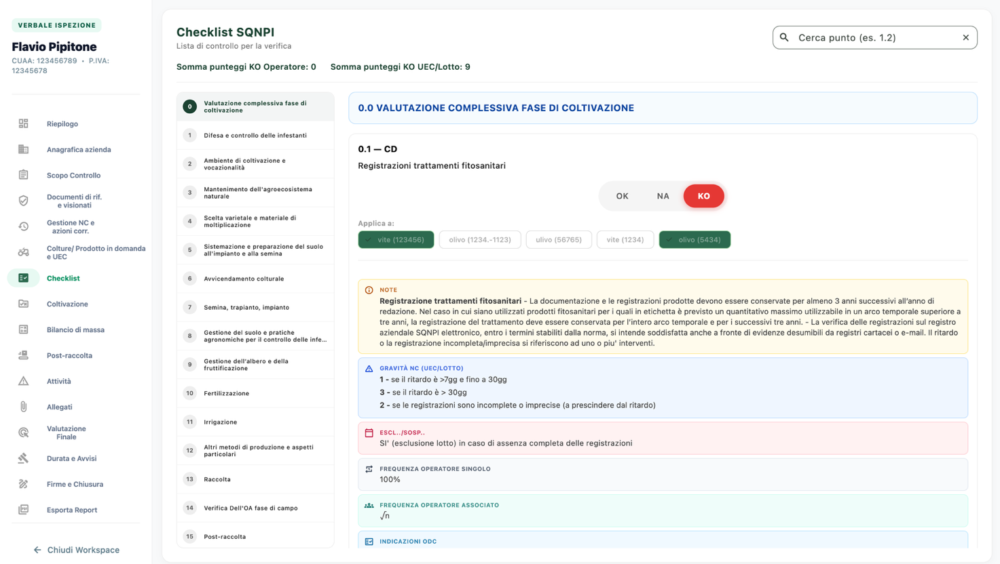 VERBALE ISPEZIONE
Flavio Pipitone
CUAA: 123456789 • P.IVA:
12345678
Riepilogo
Anagrafica azienda
Scopo Controllo
Documenti di rif.
e visionati
Gestione NC e
azioni corr.
Colture/ Prodotto in domanda
e UEC
Checklist
Coltivazione
Bilancio di massa
Post-raccolta
Attività
Allegati
Valutazione
Finale
Durata e Avvisi
Firme e Chiusura
Esporta Report
Chiudi Workspace
Checklist SQNPI
Lista di controllo per la verifica
Cerca punto (es. 1.2)
Somma punteggi KO Operatore: 0 Somma punteggi KO UEC/Lotto: 9
0 Valutazione complessiva fase di
coltivazione
1 Difesa e controllo delle infestanti
2 Ambiente di coltivazione e
vocazionalità
3 Mantenimento dell'agroecosistema
naturale
4 Scelta varietale e materiale di
moltiplicazione
5 Sistemazione e preparazione del suolo
all'impianto e alla semina
6 Avvicendamento colturale
7 Semina, trapianto, impianto
8 Gestione del suolo e pratiche
agronomiche per il controllo delle infe...
9 Gestione dell'albero e della
fruttificazione
10 Fertilizzazione
11 Irrigazione
12 Altri metodi di produzione e aspetti
particolari
13 Raccolta
14 Verifica Dell'OA fase di campo
15 Post-raccolta
0.0 VALUTAZIONE COMPLESSIVA FASE DI COLTIVAZIONE
0.1 — CD
Registrazioni trattamenti fitosanitari
OK NA KO
Applica a:
vite (123456) olivo (1234.-1123) ulivo (56765) vite (1234) olivo (5434)
NOTE
Registrazione trattamenti fitosanitari - La documentazione e le registrazioni prodotte devono essere conservate per almeno 3 anni successivi all'anno di
redazione. Nel caso in cui siano utilizzati prodotti fitosanitari per i quali in etichetta è previsto un quantitativo massimo utilizzabile in un arco temporale superiore a
tre anni, la registrazione del trattamento deve essere conservata per l'intero arco temporale e per i successivi tre anni. - La verifica delle registrazioni sul registro
aziendale SQNPI elettronico, entro i termini stabiliti dalla norma, si intende soddisfatta anche a fronte di evidenze desumibili da registri cartacei o e-mail. Il ritardo
o la registrazione incompleta/imprecisa si riferiscono ad uno o piu' interventi.
GRAVITÀ NC (UEC/LOTTO)
1 - se il ritardo è >7gg e fino a 30gg
3 - se il ritardo è > 30gg
2 - se le registrazioni sono incomplete o imprecise (a prescindere dal ritardo)
ESCL../SOSP..
SI' (esclusione lotto) in caso di assenza completa delle registrazioni
FREQUENZA OPERATORE SINGOLO
100%
FREQUENZA OPERATORE ASSOCIATO
√n
INDICAZIONI ODC